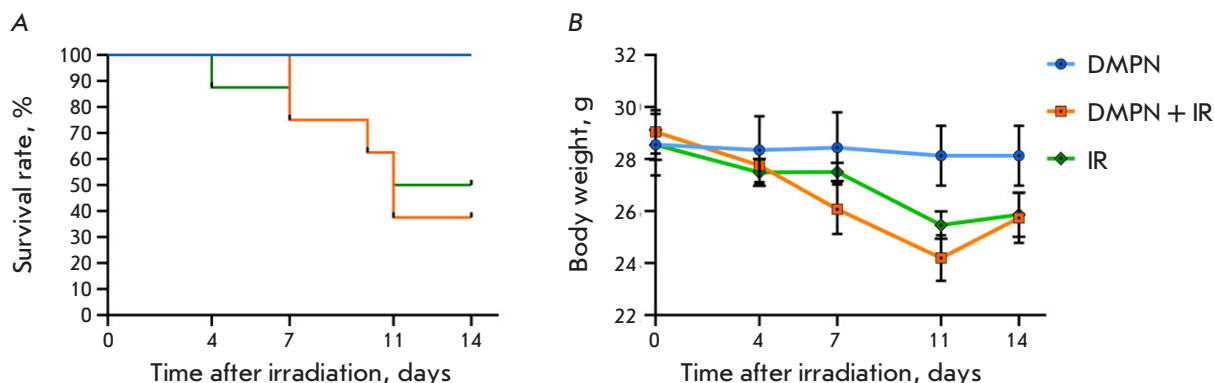 A
B
Survival rate, %
100
90
80
70
60
50
40
30
20
10
0
0 4 7 11 14
Time after irradiation, days
Body weight, g
32
30
28
26
24
22
0 4 7 11 14
Time after irradiation, days
DMPN
DMPN + IR
IR